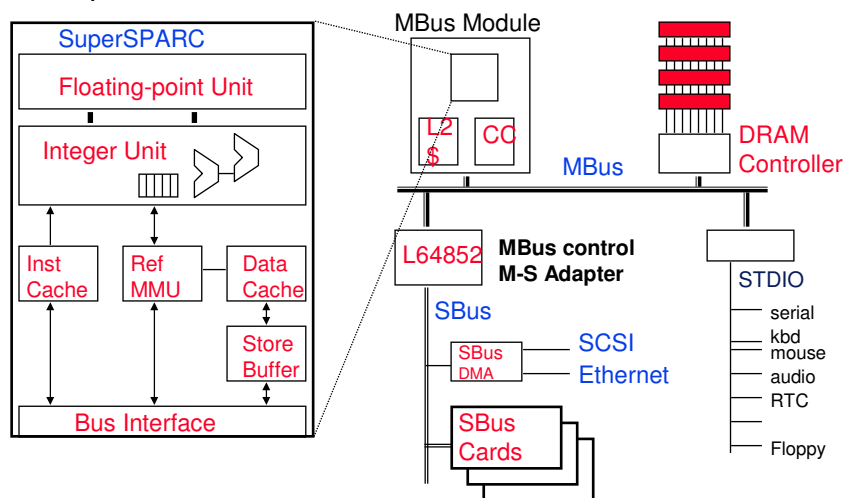 SuperSPARC
Floating-point Unit
Integer Unit
Inst
Cache
Ref
MMU
Data
Cache
Store
Buffer
Bus Interface
MBus Module
L2
$
CC
MBus
DRAM
Controller
L64852
MBus control
M-S Adapter
STDIO
SBus
serial
kbd
mouse
audio
RTC
Floppy
SBus
DMA
SCSI
Ethernet
SBus
Cards